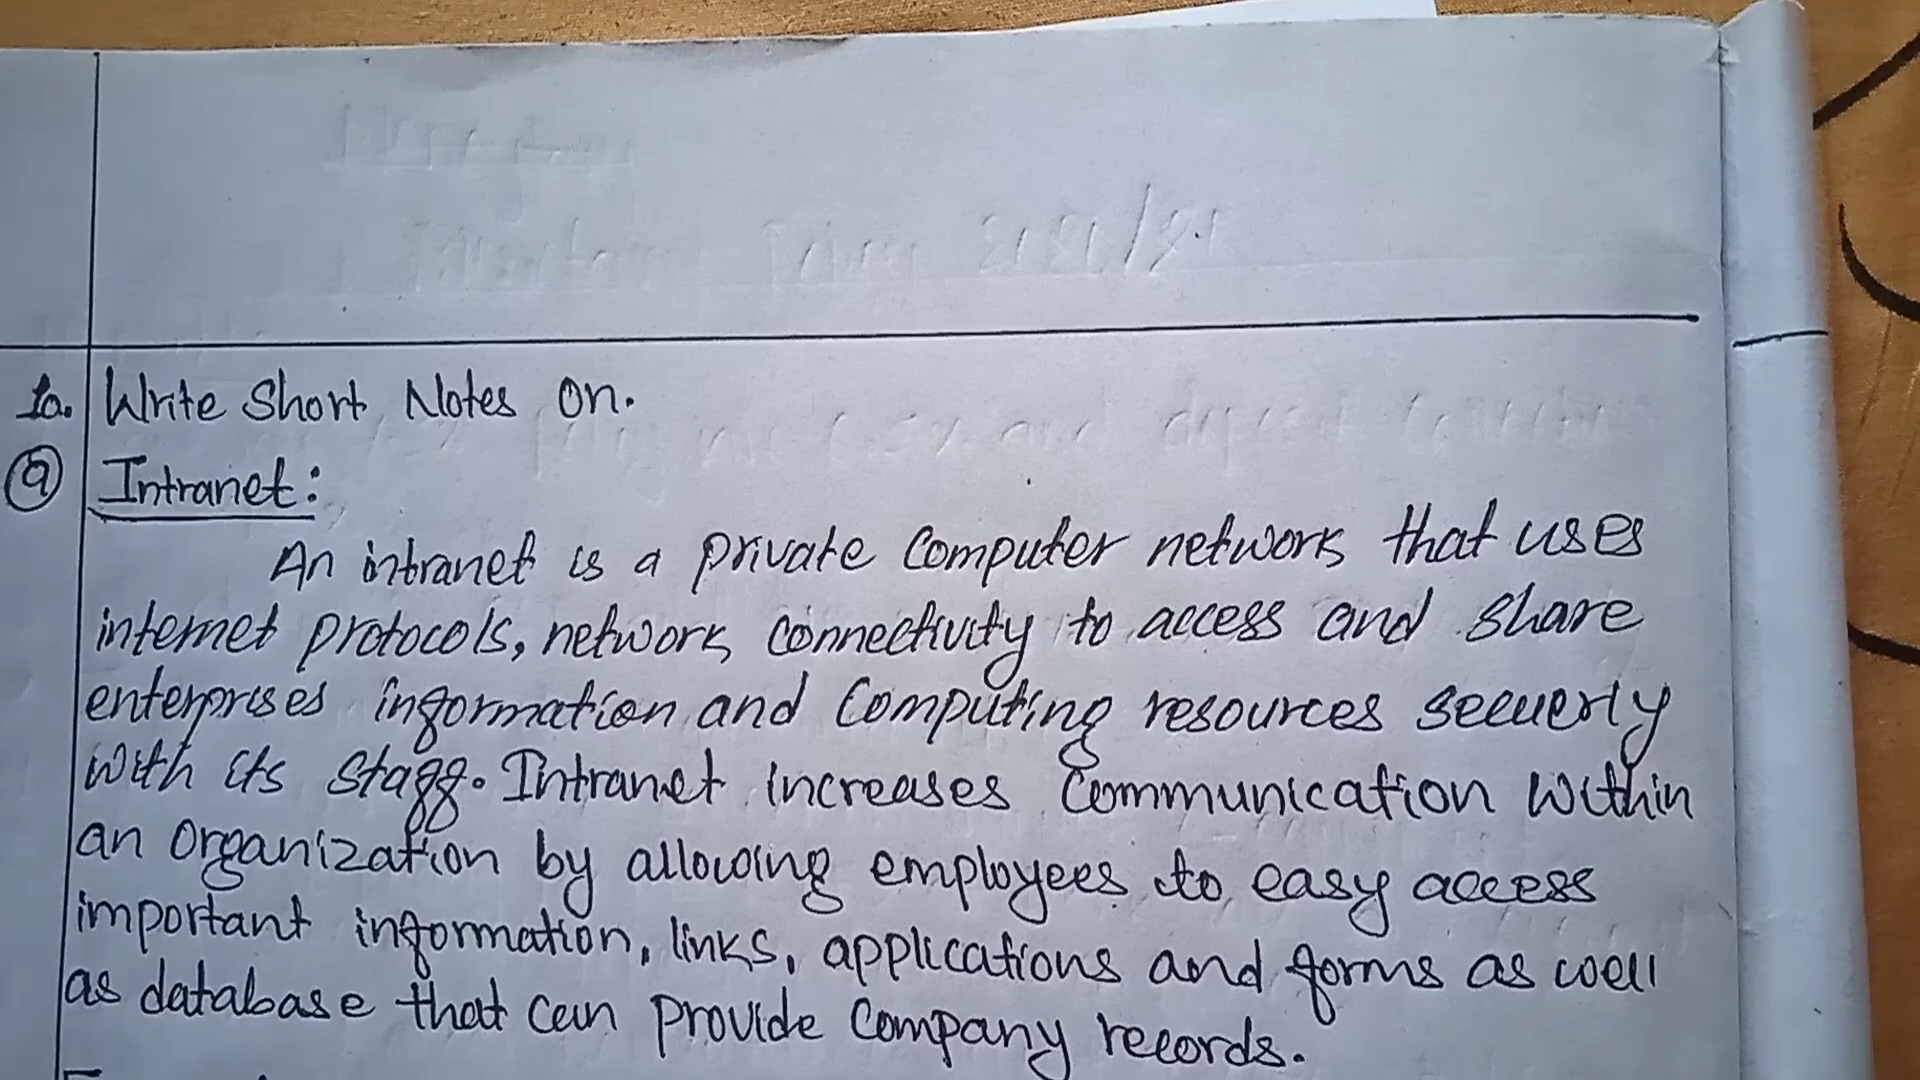 1a. Write Short Notes on.
a Intranet:
An intranet is a private Computer network that uses
internet protocols, network connectivity to access and share
enterprises information and Computing resources secuerly
with its staff. Intranet increases Communication within
an organization by allowing employees to easy access
important information, links, applications and forms as well
as database that can provide Company records.